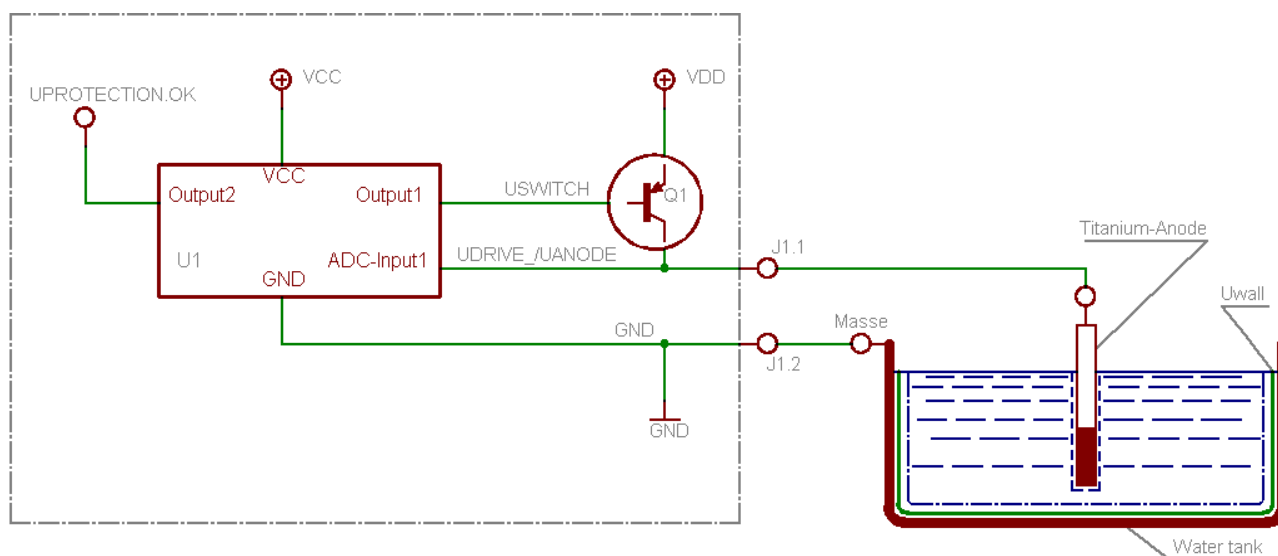 VCC
VDD
UPROTECTION.OK
VCC
Output2
Output1
USWITCH
Q1
Titanium-Anode
U1
ADC-Input1
UDRIVE_/UANODE
J1.1
GND
Uwall
GND
Masse
J1.2
GND
Water tank